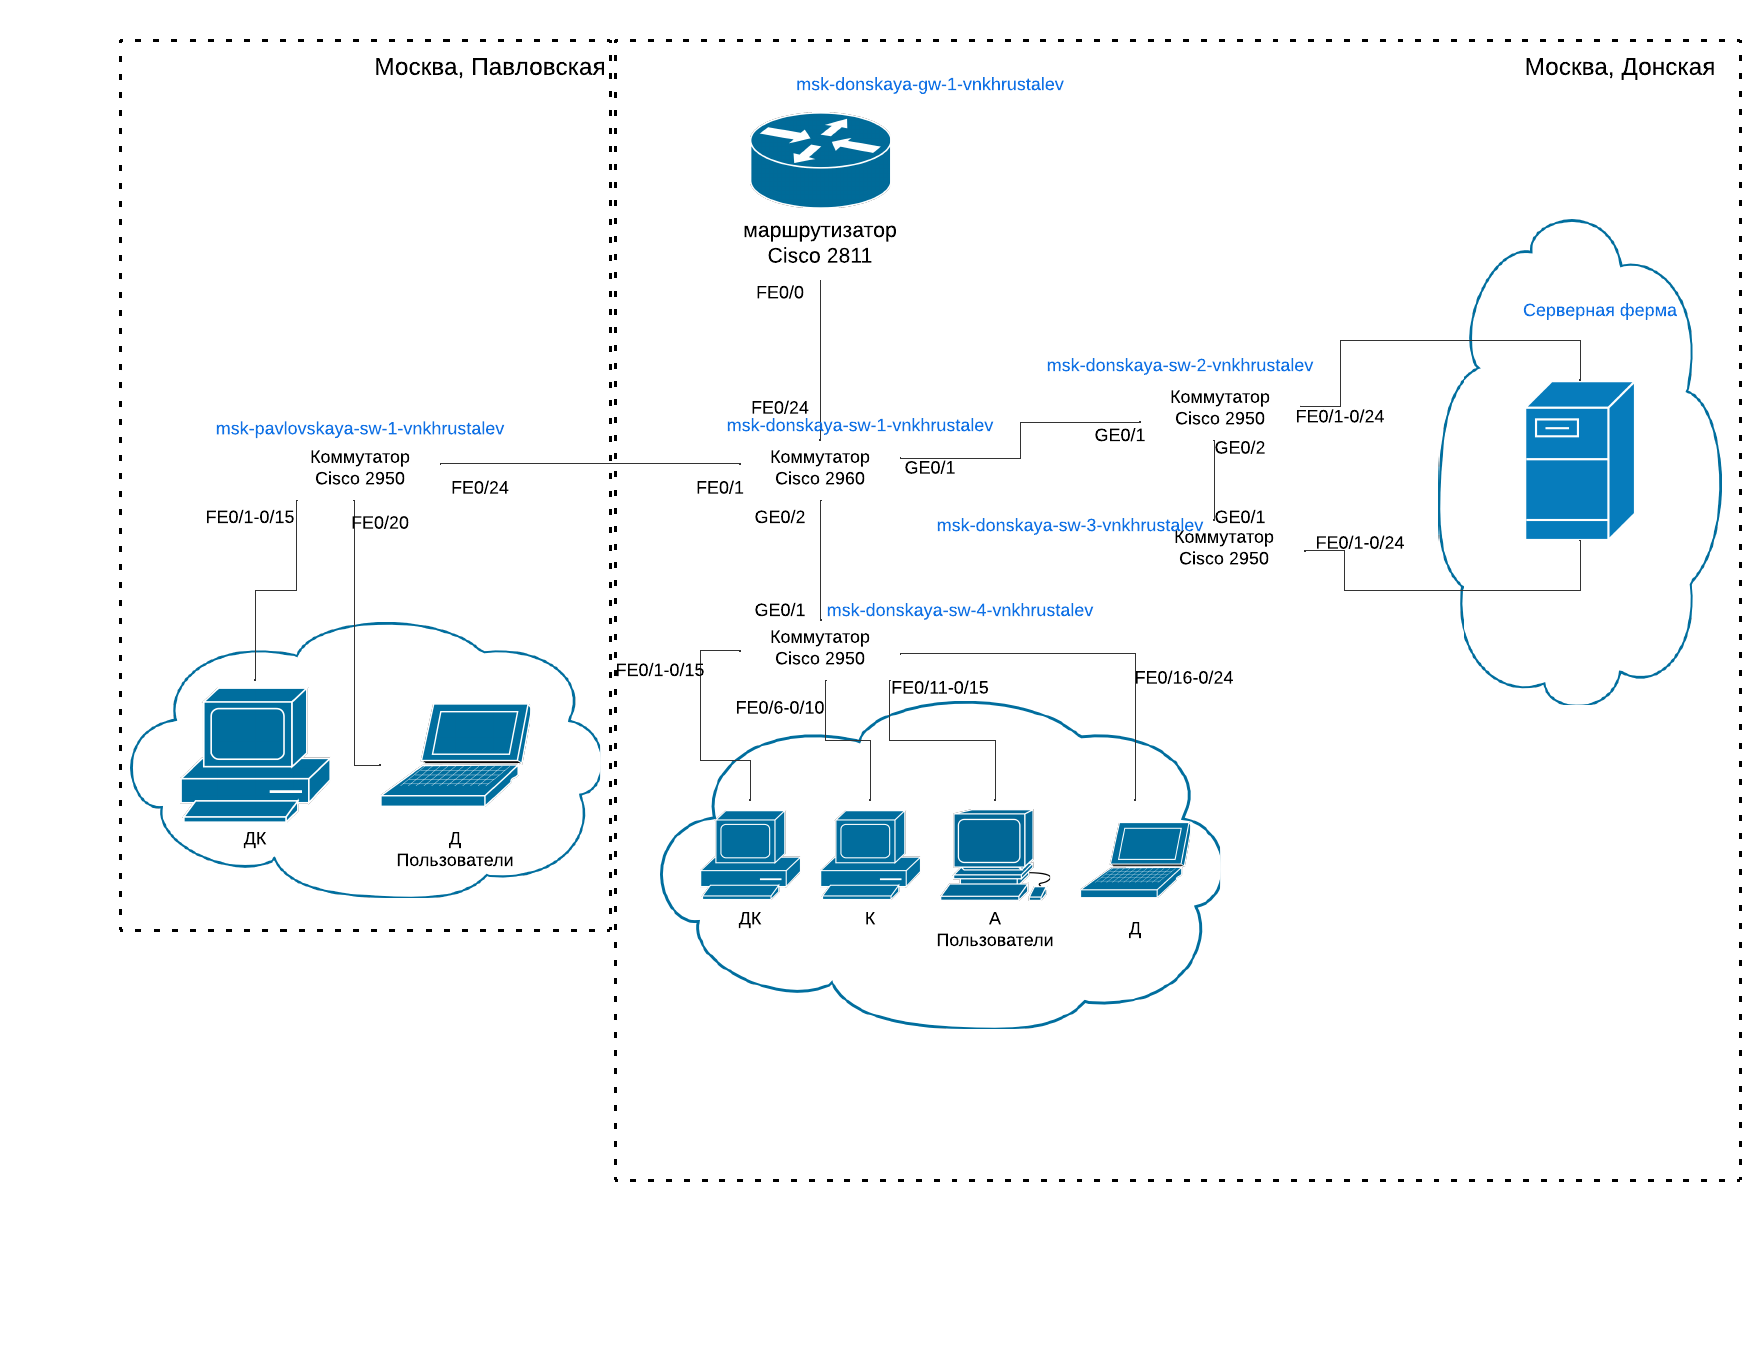 Москва, Павловская
Москва, Донская
msk-donskaya-gw-1-vnkhrustalev
маршрутизатор
Cisco 2811
FE0/0
Серверная ферма
msk-donskaya-sw-2-vnkhrustalev
Коммутатор
Cisco 2950
FE0/1-0/24
GE0/1
GE0/2
FE0/24
msk-donskaya-sw-1-vnkhrustalev
Коммутатор
Cisco 2960
GE0/1
FE0/1
GE0/2
msk-pavlovskaya-sw-1-vnkhrustalev
Коммутатор
Cisco 2950
FE0/24
FE0/1-0/15
FE0/20
GE0/1
msk-donskaya-sw-3-vnkhrustalev
Коммутатор
Cisco 2950
FE0/1-0/24
GE0/1
msk-donskaya-sw-4-vnkhrustalev
Коммутатор
Cisco 2950
FE0/1-0/15
FE0/6-0/10
FE0/11-0/15
FE0/16-0/24
ДК
Д
Пользователи
ДК
К
А
Пользователи
Д